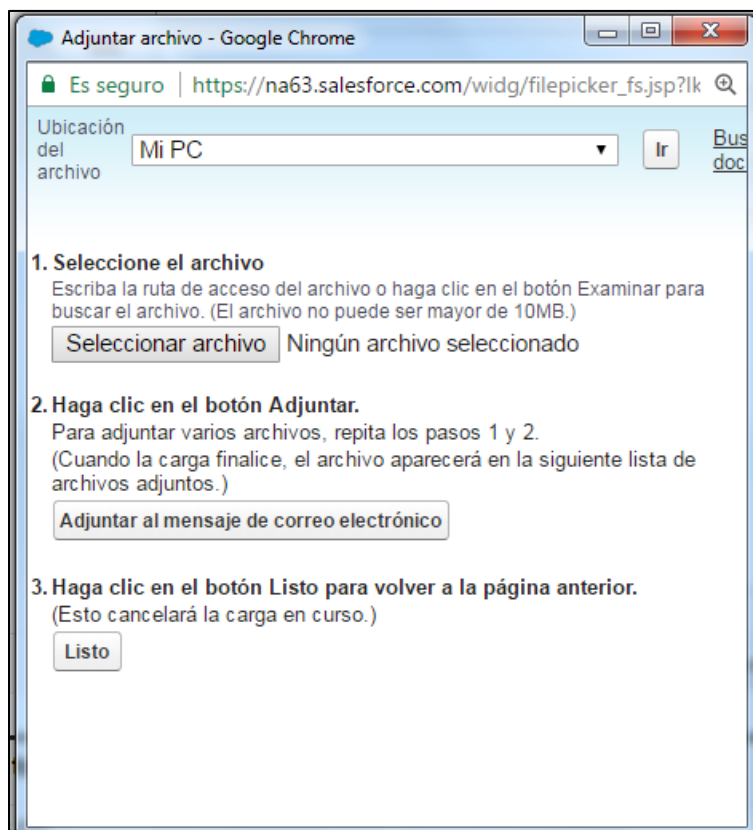 Adjuntar archivo - Google Chrome
Es seguro | https://na63.salesforce.com/widg/filepicker_fs.jsp?lk
Ubicación
del
archivo
Mi PC
Ir
Bus
doc
1. Seleccione el archivo
Escriba la ruta de acceso del archivo o haga clic en el botón Examinar para
buscar el archivo. (El archivo no puede ser mayor de 10MB.)
Seleccionar archivo Ningún archivo seleccionado
2. Haga clic en el botón Adjuntar.
Para adjuntar varios archivos, repita los pasos 1 y 2.
(Cuando la carga finalice, el archivo aparecerá en la siguiente lista de
archivos adjuntos.)
Adjuntar al mensaje de correo electrónico
3. Haga clic en el botón Listo para volver a la página anterior.
(Esto cancelará la carga en curso.)
Listo